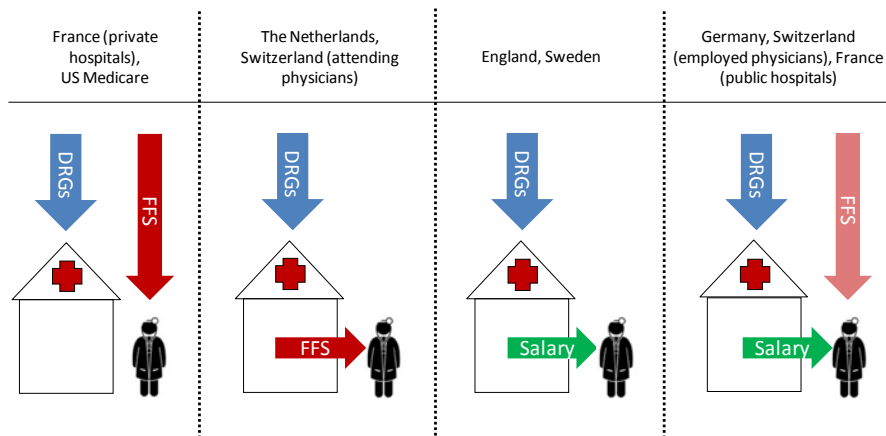 France (private
hospitals),
US Medicare
The Netherlands,
Switzerland (attending
physicians)
England, Sweden
Germany, Switzerland
(employed physicians), France
(public hospitals)
DRGs
FFS
DRGs
FFS
DRGs
Salary
DRGs
FFS
Salary